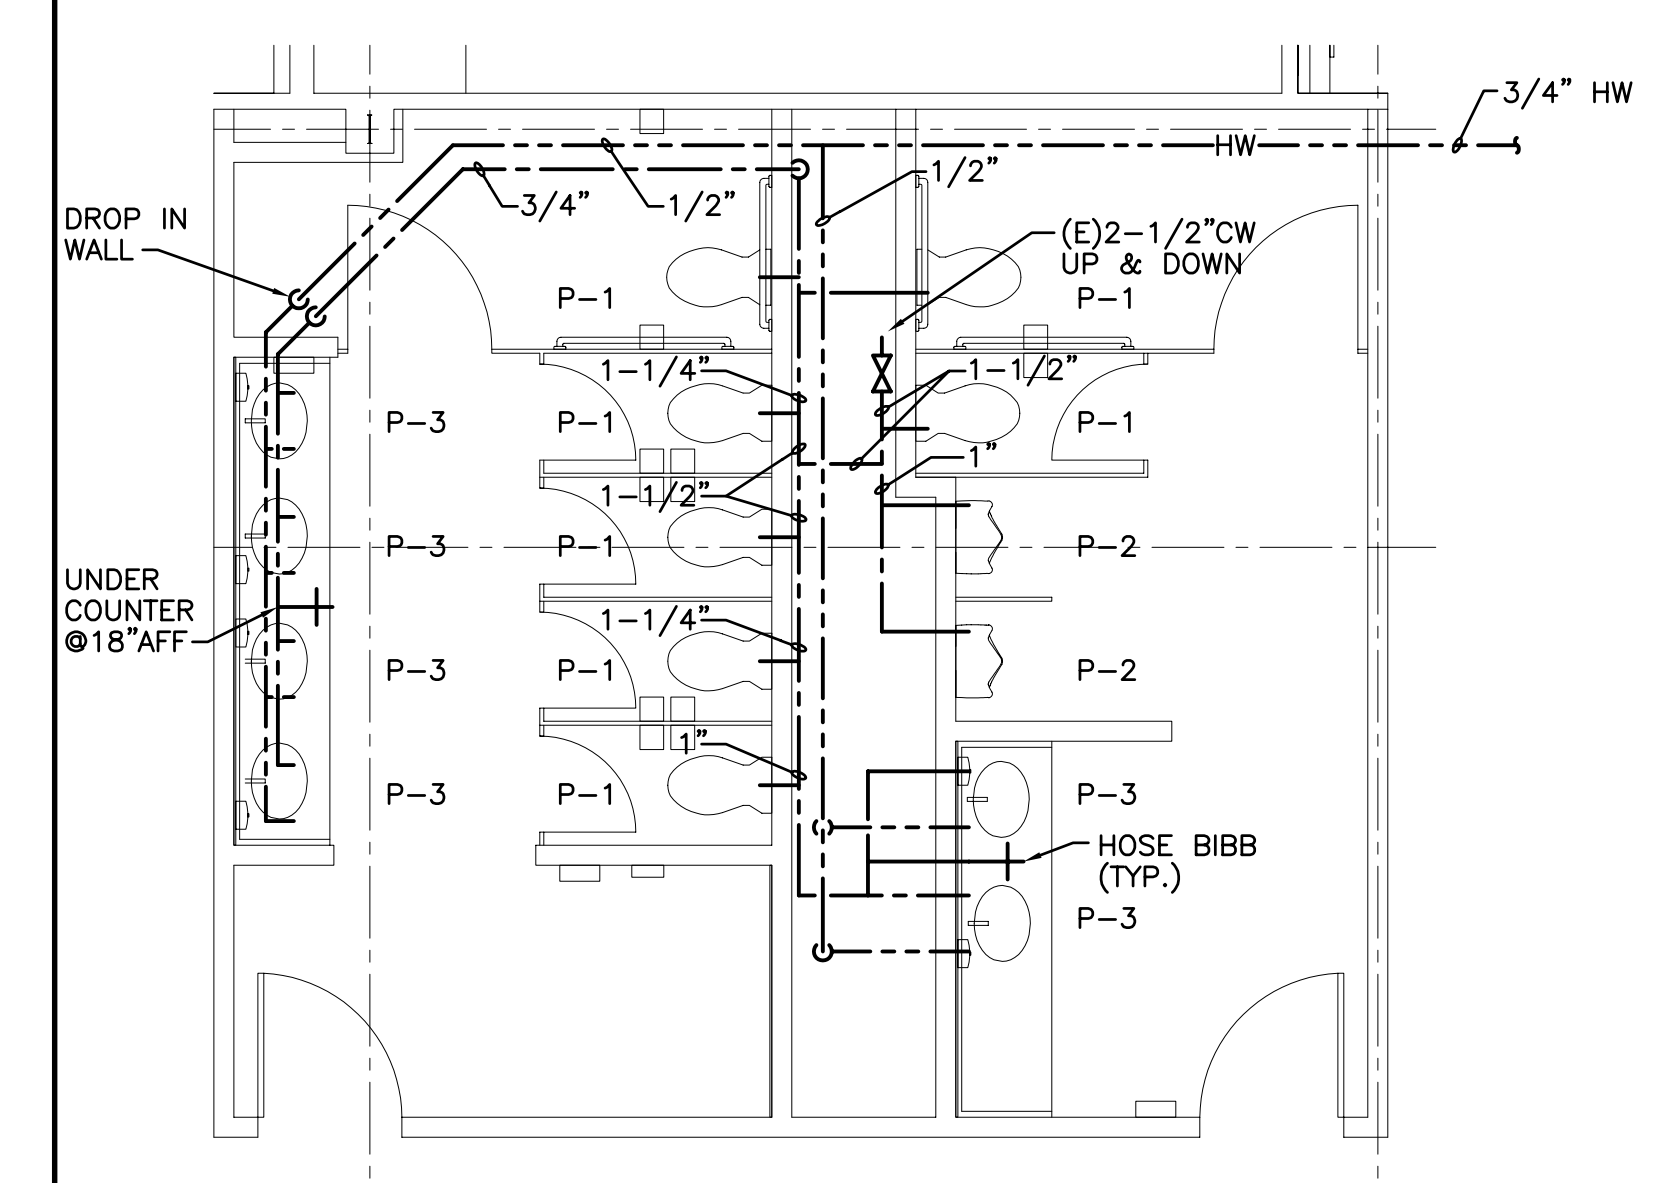 3/4" HW
HW
1/2"
3/4"
1/2"
DROP IN
WALL
(E)2-1/2"CW
UP & DOWN
P-1
P-1
1-1/4"
1-1/2"
P-3
P-1
P-1
1"
1-1/2"
P-3
P-1
P-2
UNDER
COUNTER
@18"AFF
1-1/4"
P-3
P-1
P-2
1"
P-3
P-1
P-3
HOSE BIBB
(TYP.)
P-3